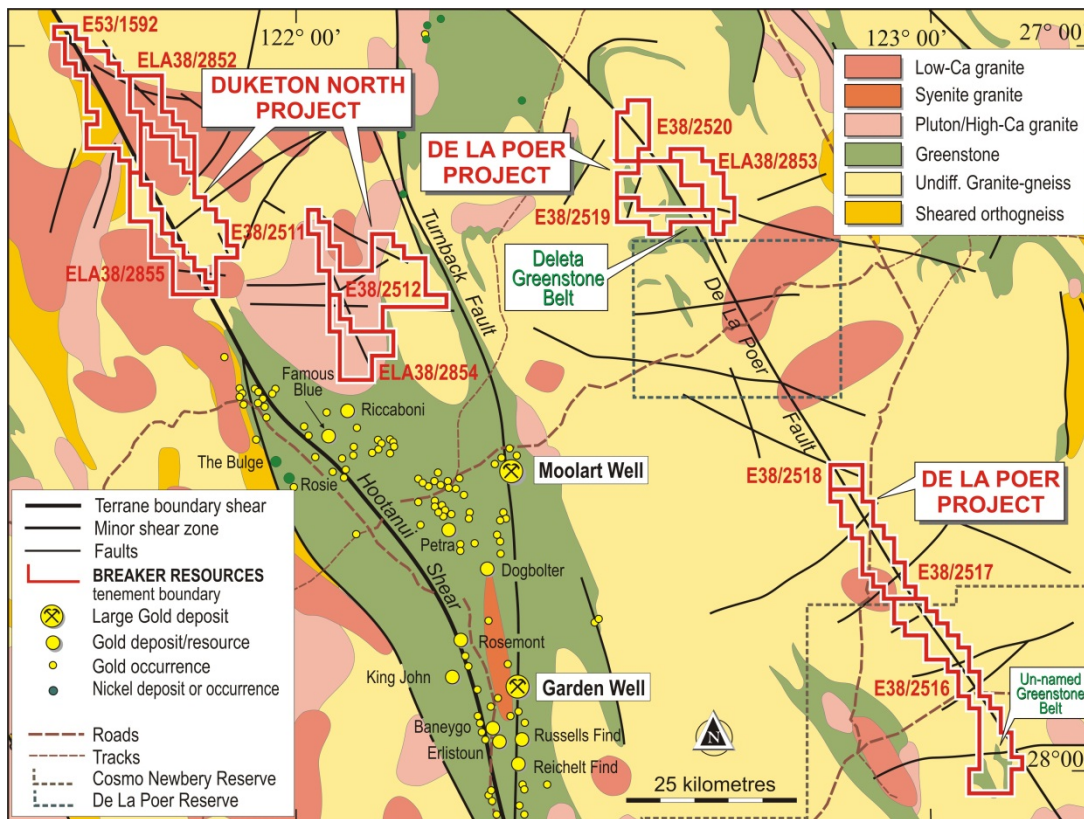 E53/1592
122° 00'
123° 00'
27° 00'
ELA38/2852
DUKETON NORTH
PROJECT
Low-Ca granite
Syenite granite
Pluton/High-Ca granite
Greenstone
Undiff. Granite-gneiss
Sheared orthogneiss
E38/2520
DE LA POER
PROJECT
ELA38/2853
E38/2519
E38/2511
Turnback Fault
Deleta
Greenstone
Belt
ELA38/2855
E38/2512
De La Poer Fault
ELA38/2854
Famous
Blue
Riccaboni
The Bulge
Rosie
Moolart Well
E38/2518
DE LA POER
PROJECT
Hootanui Shear
Petra
Dogbolter
E38/2517
Rosemont
King John
Garden Well
E38/2516
Un-named
Greenstone
Belt
Baneygo
Erlistoun
Russells Find
Reichelt Find
N
25 kilometres
28° 00'
Terrane boundary shear
Minor shear zone
Faults
BREAKER RESOURCES
tenement boundary
Large Gold deposit
Gold deposit/resource
Gold occurrence
Nickel deposit or occurrence
Roads
Tracks
Cosmo Newbery Reserve
De La Poer Reserve